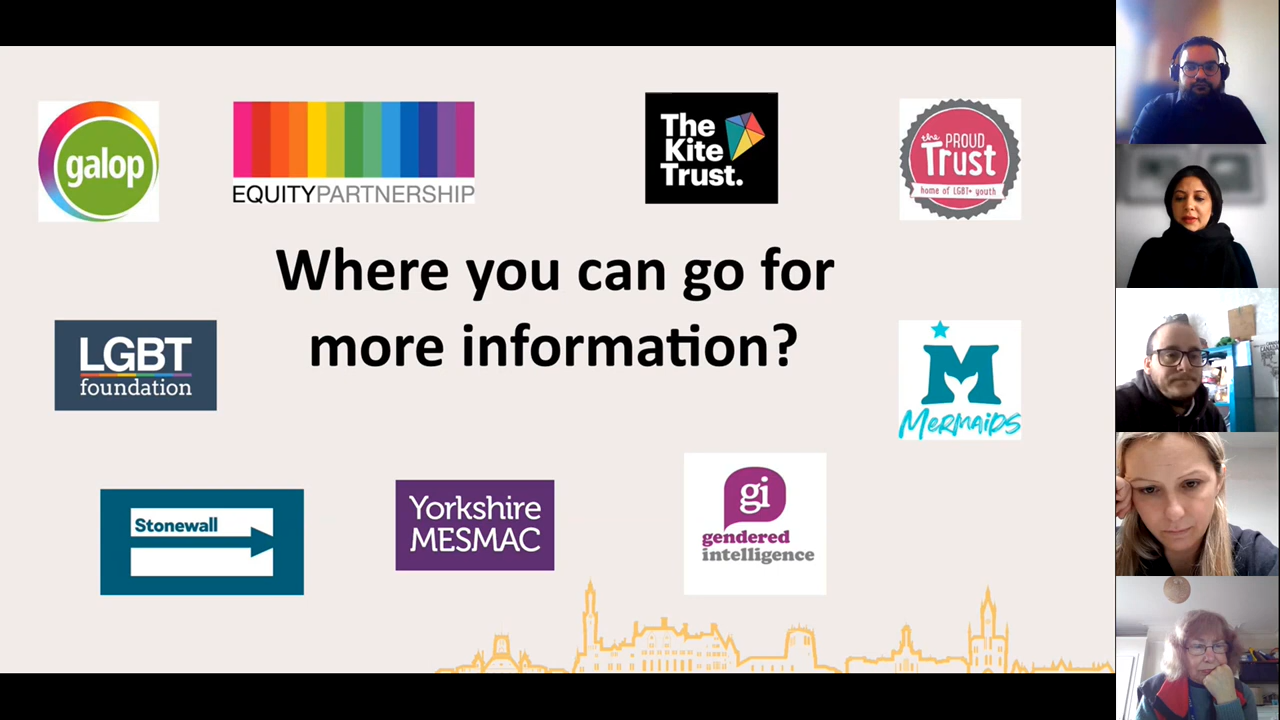 galop
EQUITYPARTNERSHIP
The
Kite
Trust.
the
PROUD
Trust
home of LGBT+ youth
Where you can go for
more information?
LGBT
foundation
M
MERMAIDS
Stonewall
Yorkshire
MESMAC
gi
gendered
intelligence